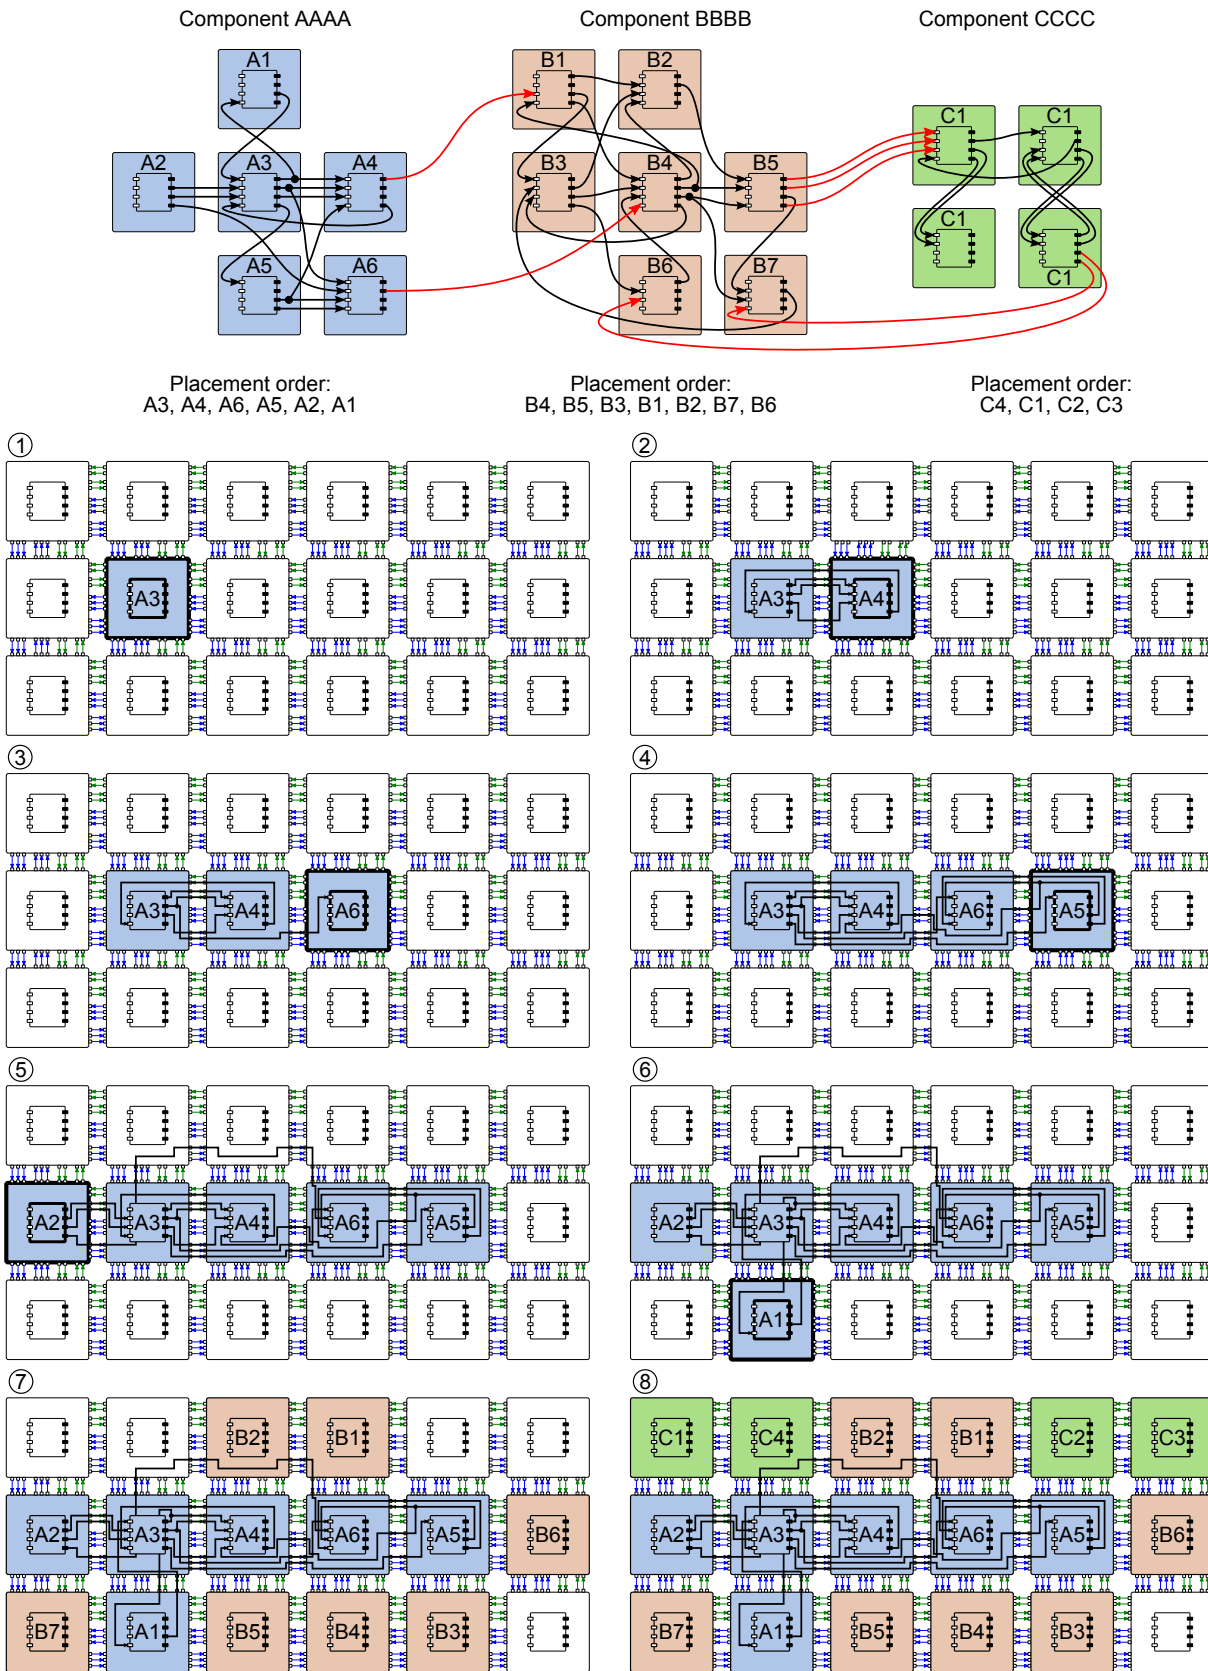 Component AAAA Component BBBB Component CCCC
A1 B1 B2
C1 C1
A2 A3 A4 B3 B4 B5
C1
A5 A6 B6 B7 C1
Placement order: Placement order: Placement order:
A3, A4, A6, A5, A2, A1 B4, B5, B3, B1, B2, B7, B6 C4, C1, C2, C3
1 2
A3 A3 A4
3 4
A3 A4 A6 A3 A4 A6 A5
5 6
A2 A3 A4 A6 A5 A2 A3 A4 A6 A5
A1
7 8
B2 B1 C1 C4 B2 B1 C2 C3
A2 A3 A4 A6 A5 B6 A2 A3 A4 A6 A5 B6
B7 A1 B5 B4 B3 B7 A1 B5 B4 B3